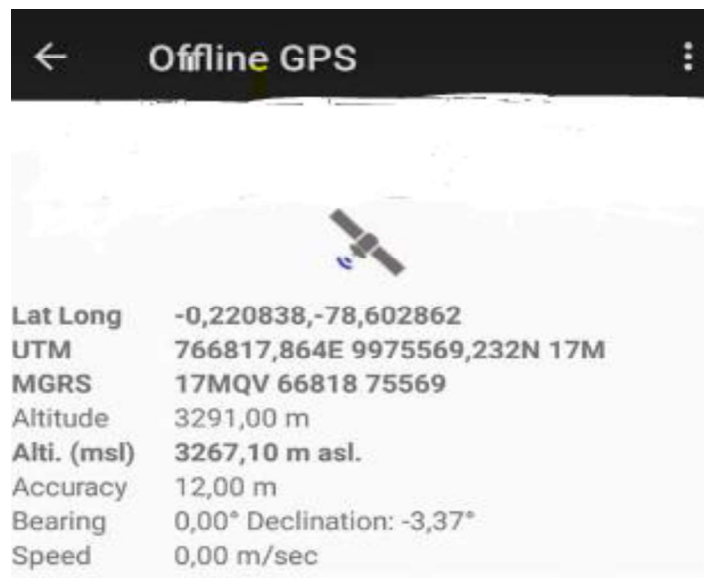 Offline GPS
Lat Long -0,220838,-78,602862
UTM 766817,864E 9975569,232N 17M
MGRS 17MQV 66818 75569
Altitude 3291,00 m
Alti. (msl) 3267,10 m asl.
Accuracy 12,00 m
Bearing 0,00° Declination: -3,37°
Speed 0,00 m/sec